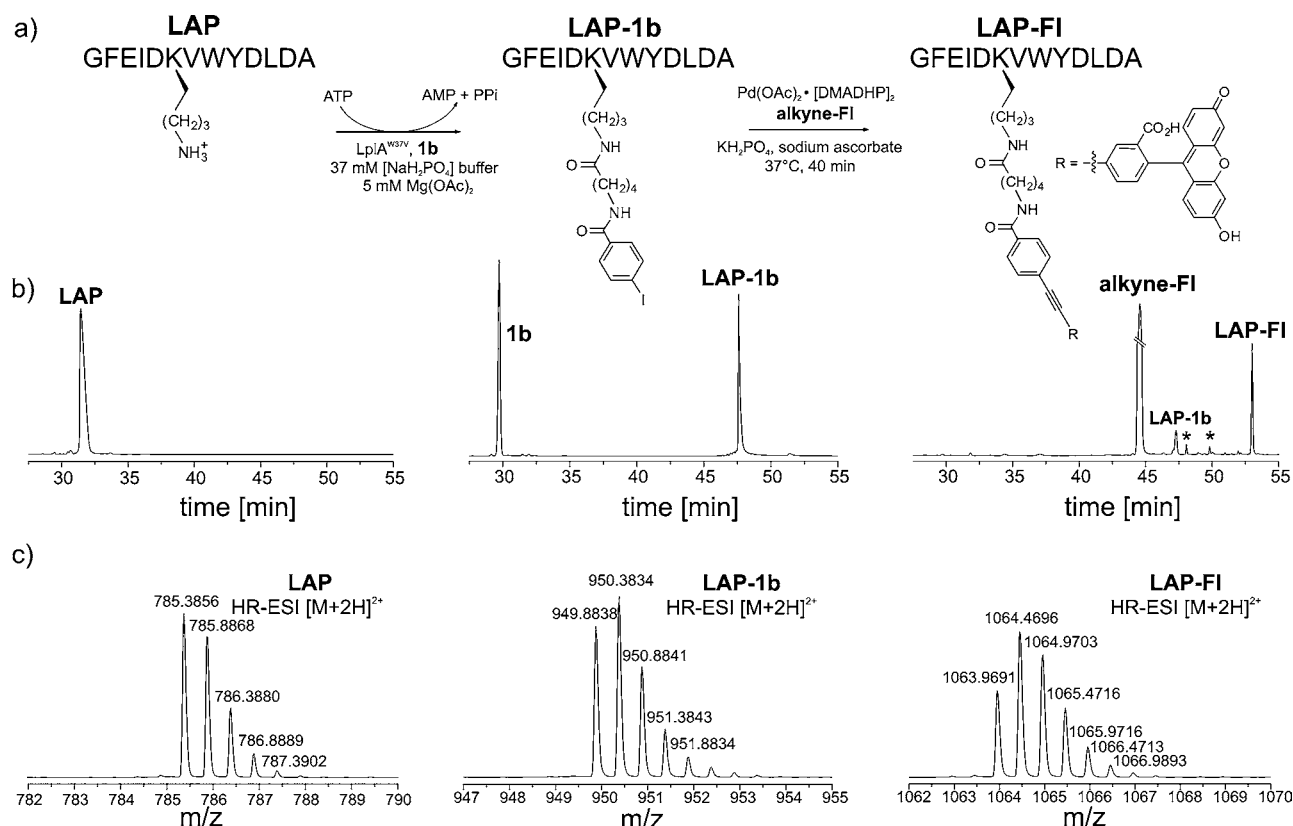 a)
LAP
GFEIDKVWYDLDA
(CH2)3
NH3+
ATP
AMP + PPi
LplA^W37V, 1b
37 mM [NaH2PO4] buffer
5 mM Mg(OAc)2
LAP-1b
GFEIDKVWYDLDA
(CH2)3
NH
O
(CH2)4
NH
O
I
Pd(OAc)2 • [DMADHP]2
alkyne-Fl
KH2PO4, sodium ascorbate
37°C, 40 min
LAP-Fl
GFEIDKVWYDLDA
(CH2)3
NH
O
(CH2)4
NH
O
R
R =
CO2H
O
O
OH
b)
LAP
30 35 40 45 50 55
time [min]
1b
LAP-1b
30 35 40 45 50 55
time [min]
alkyne-Fl
LAP-1b
* *
LAP-Fl
30 35 40 45 50 55
time [min]
c)
LAP
HR-ESI [M+2H]2+
785.3856
785.8868
786.3880
786.8889
787.3902
782 783 784 785 786 787 788 789 790
m/z
LAP-1b
HR-ESI [M+2H]2+
950.3834
949.8838
950.8841
951.3843
951.8834
947 948 949 950 951 952 953 954 955
m/z
LAP-Fl
HR-ESI [M+2H]2+
1064.4696
1064.9703
1063.9691
1065.4716
1065.9716
1066.4713
1066.9893
1062 1063 1064 1065 1066 1067 1068 1069 1070
m/z